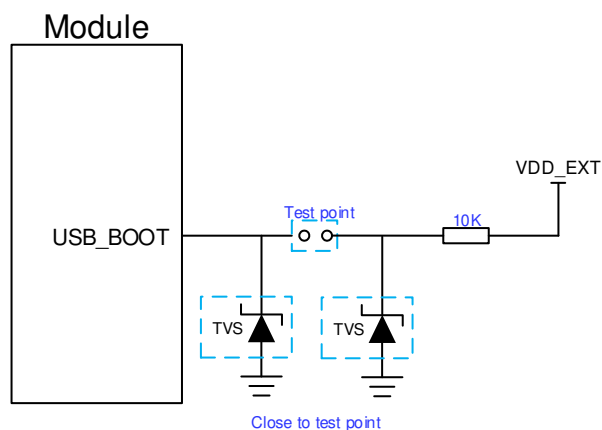 Module
VDD_EXT
Test point
10K
USB_BOOT
TVS
TVS
Close to test point